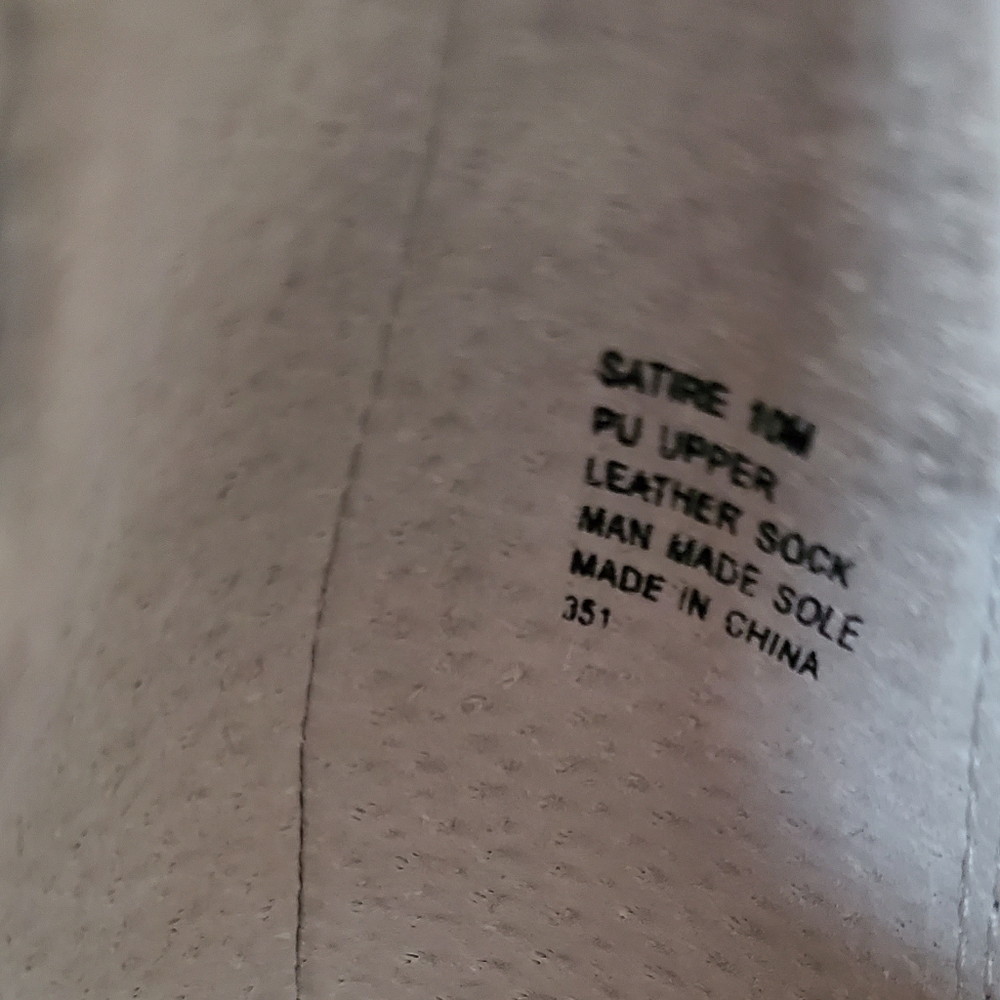 SATIRE 10M
PU UPPER
LEATHER SOCK
MAN MADE SOLE
MADE IN CHINA
351